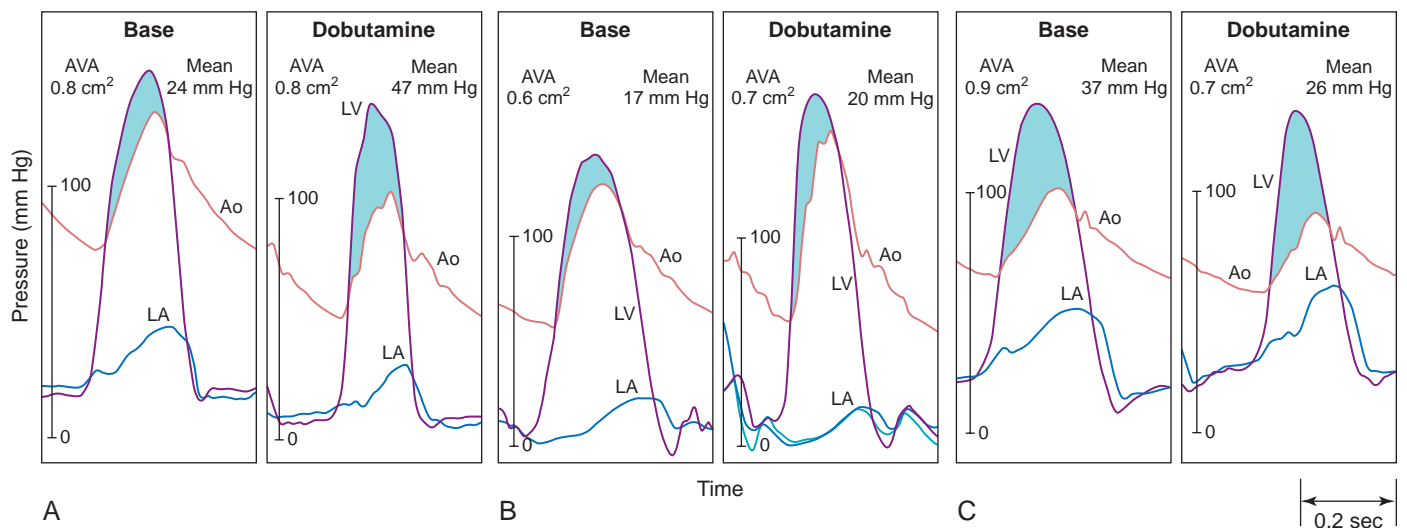 Base
AVA
0.8 cm²
Mean
24 mm Hg
100
Ao
LA
0
Dobutamine
AVA
0.8 cm²
Mean
47 mm Hg
LV
100
Ao
LA
0
Base
AVA
0.6 cm²
Mean
17 mm Hg
100
Ao
LV
LA
0
Dobutamine
AVA
0.7 cm²
Mean
20 mm Hg
100
Ao
LV
LA
0
Base
AVA
0.9 cm²
Mean
37 mm Hg
LV
100
Ao
LA
0
Dobutamine
AVA
0.7 cm²
Mean
26 mm Hg
LV
100
Ao
LA
0
Pressure (mm Hg)
Time
A
B
C
0.2 sec